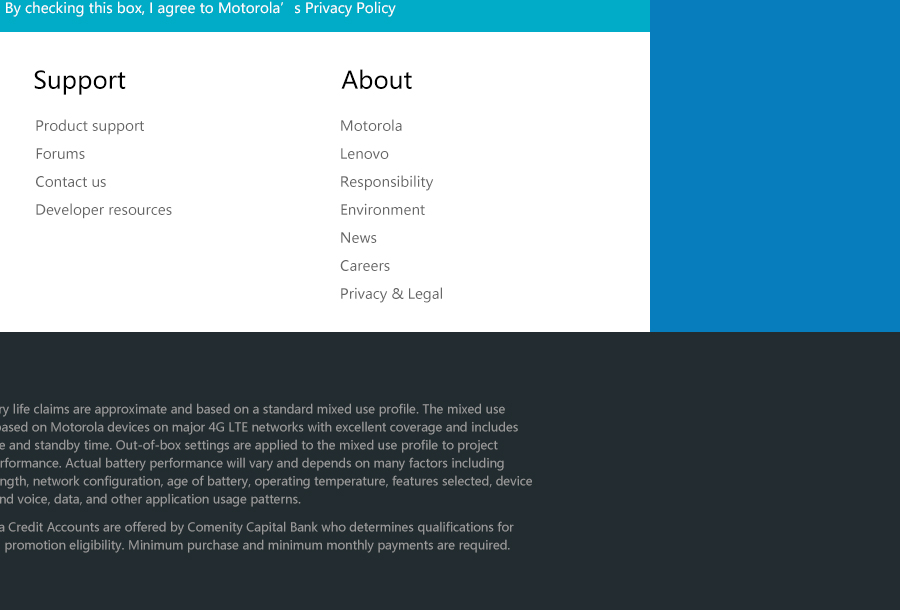 By checking this box, I agree to Motorola’ s Privacy Policy
Support
Product support
Forums
Contact us
Developer resources
About
Motorola
Lenovo
Responsibility
Environment
News
Careers
Privacy & Legal
life claims are approximate and based on a standard mixed use profile. The mixed use
based on Motorola devices on major 4G LTE networks with excellent coverage and includes
and standby time. Out-of-box settings are applied to the mixed use profile to project
Actual battery performance will vary and depends on many factors including
network configuration, age of battery, operating temperature, features selected, device
voice, data, and other application usage patterns.
Credit Accounts are offered by Comenity Capital Bank who determines qualifications for
promotion eligibility. Minimum purchase and minimum monthly payments are required.